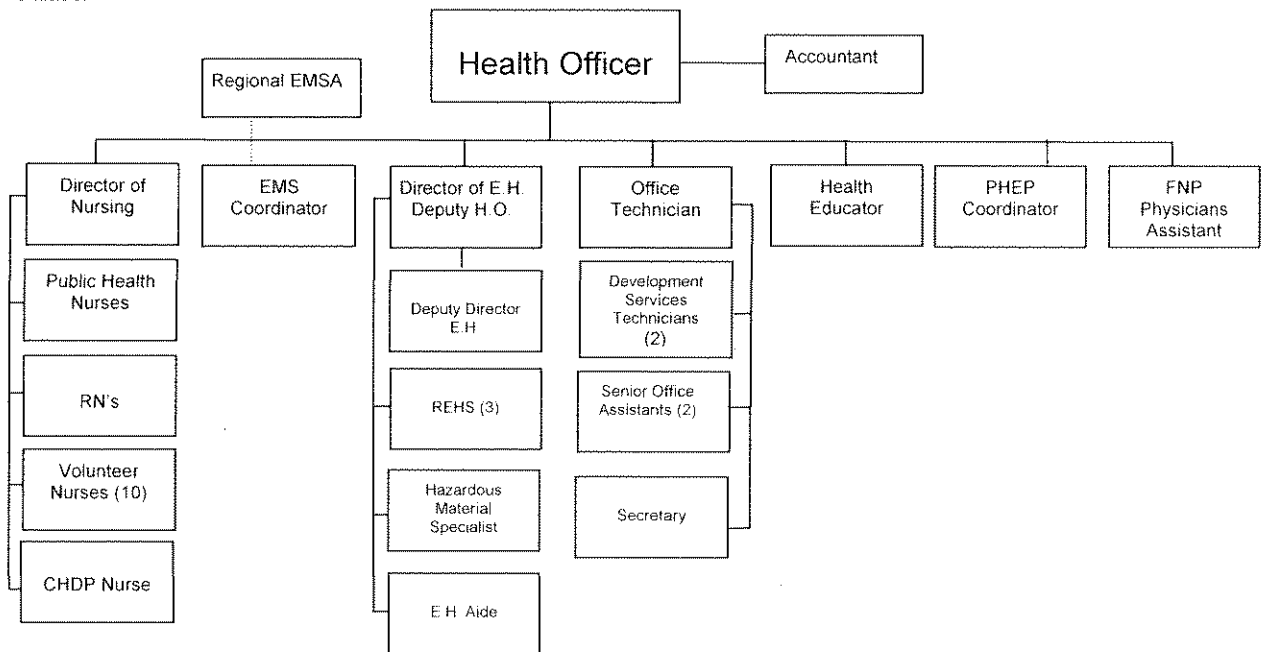 Health Officer
Accountant
Regional EMSA
Director of
Nursing
EMS
Coordinator
Director of E.H.
Deputy H.O.
Office
Technician
Health
Educator
PHEP
Coordinator
FNP
Physicians
Assistant
Public Health
Nurses
Deputy Director
E.H
Development
Services
Technicians
(2)
RN's
REHS (3)
Senior Office
Assistants (2)
Volunteer
Nurses (10)
Hazardous
Material
Specialist
Secretary
CHDP Nurse
E H Aide